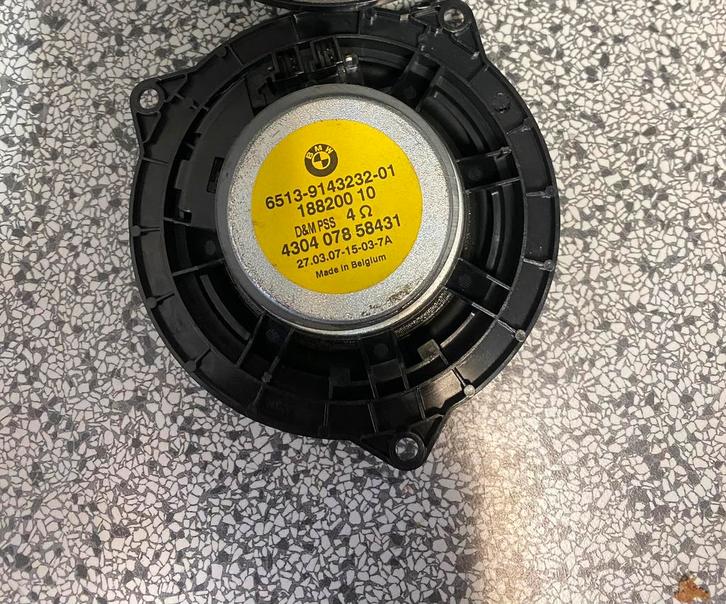 BMW
6513-9143232-01
188200 10
D&M PSS 4 Ω
4304 078 58431
27.03.07-15-03-7A
Made in Belgium